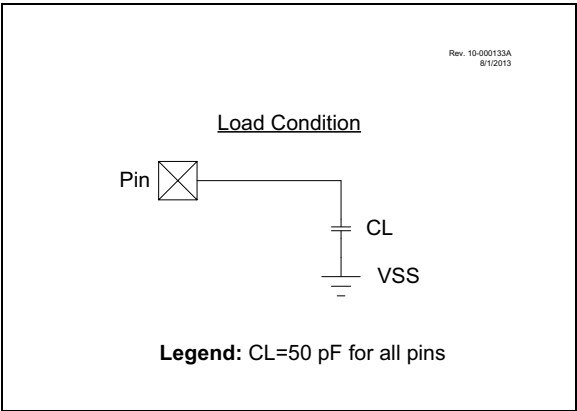 Rev. 10-000133A
8/1/2013
Load Condition
Pin
CL
VSS
Legend: CL=50 pF for all pins